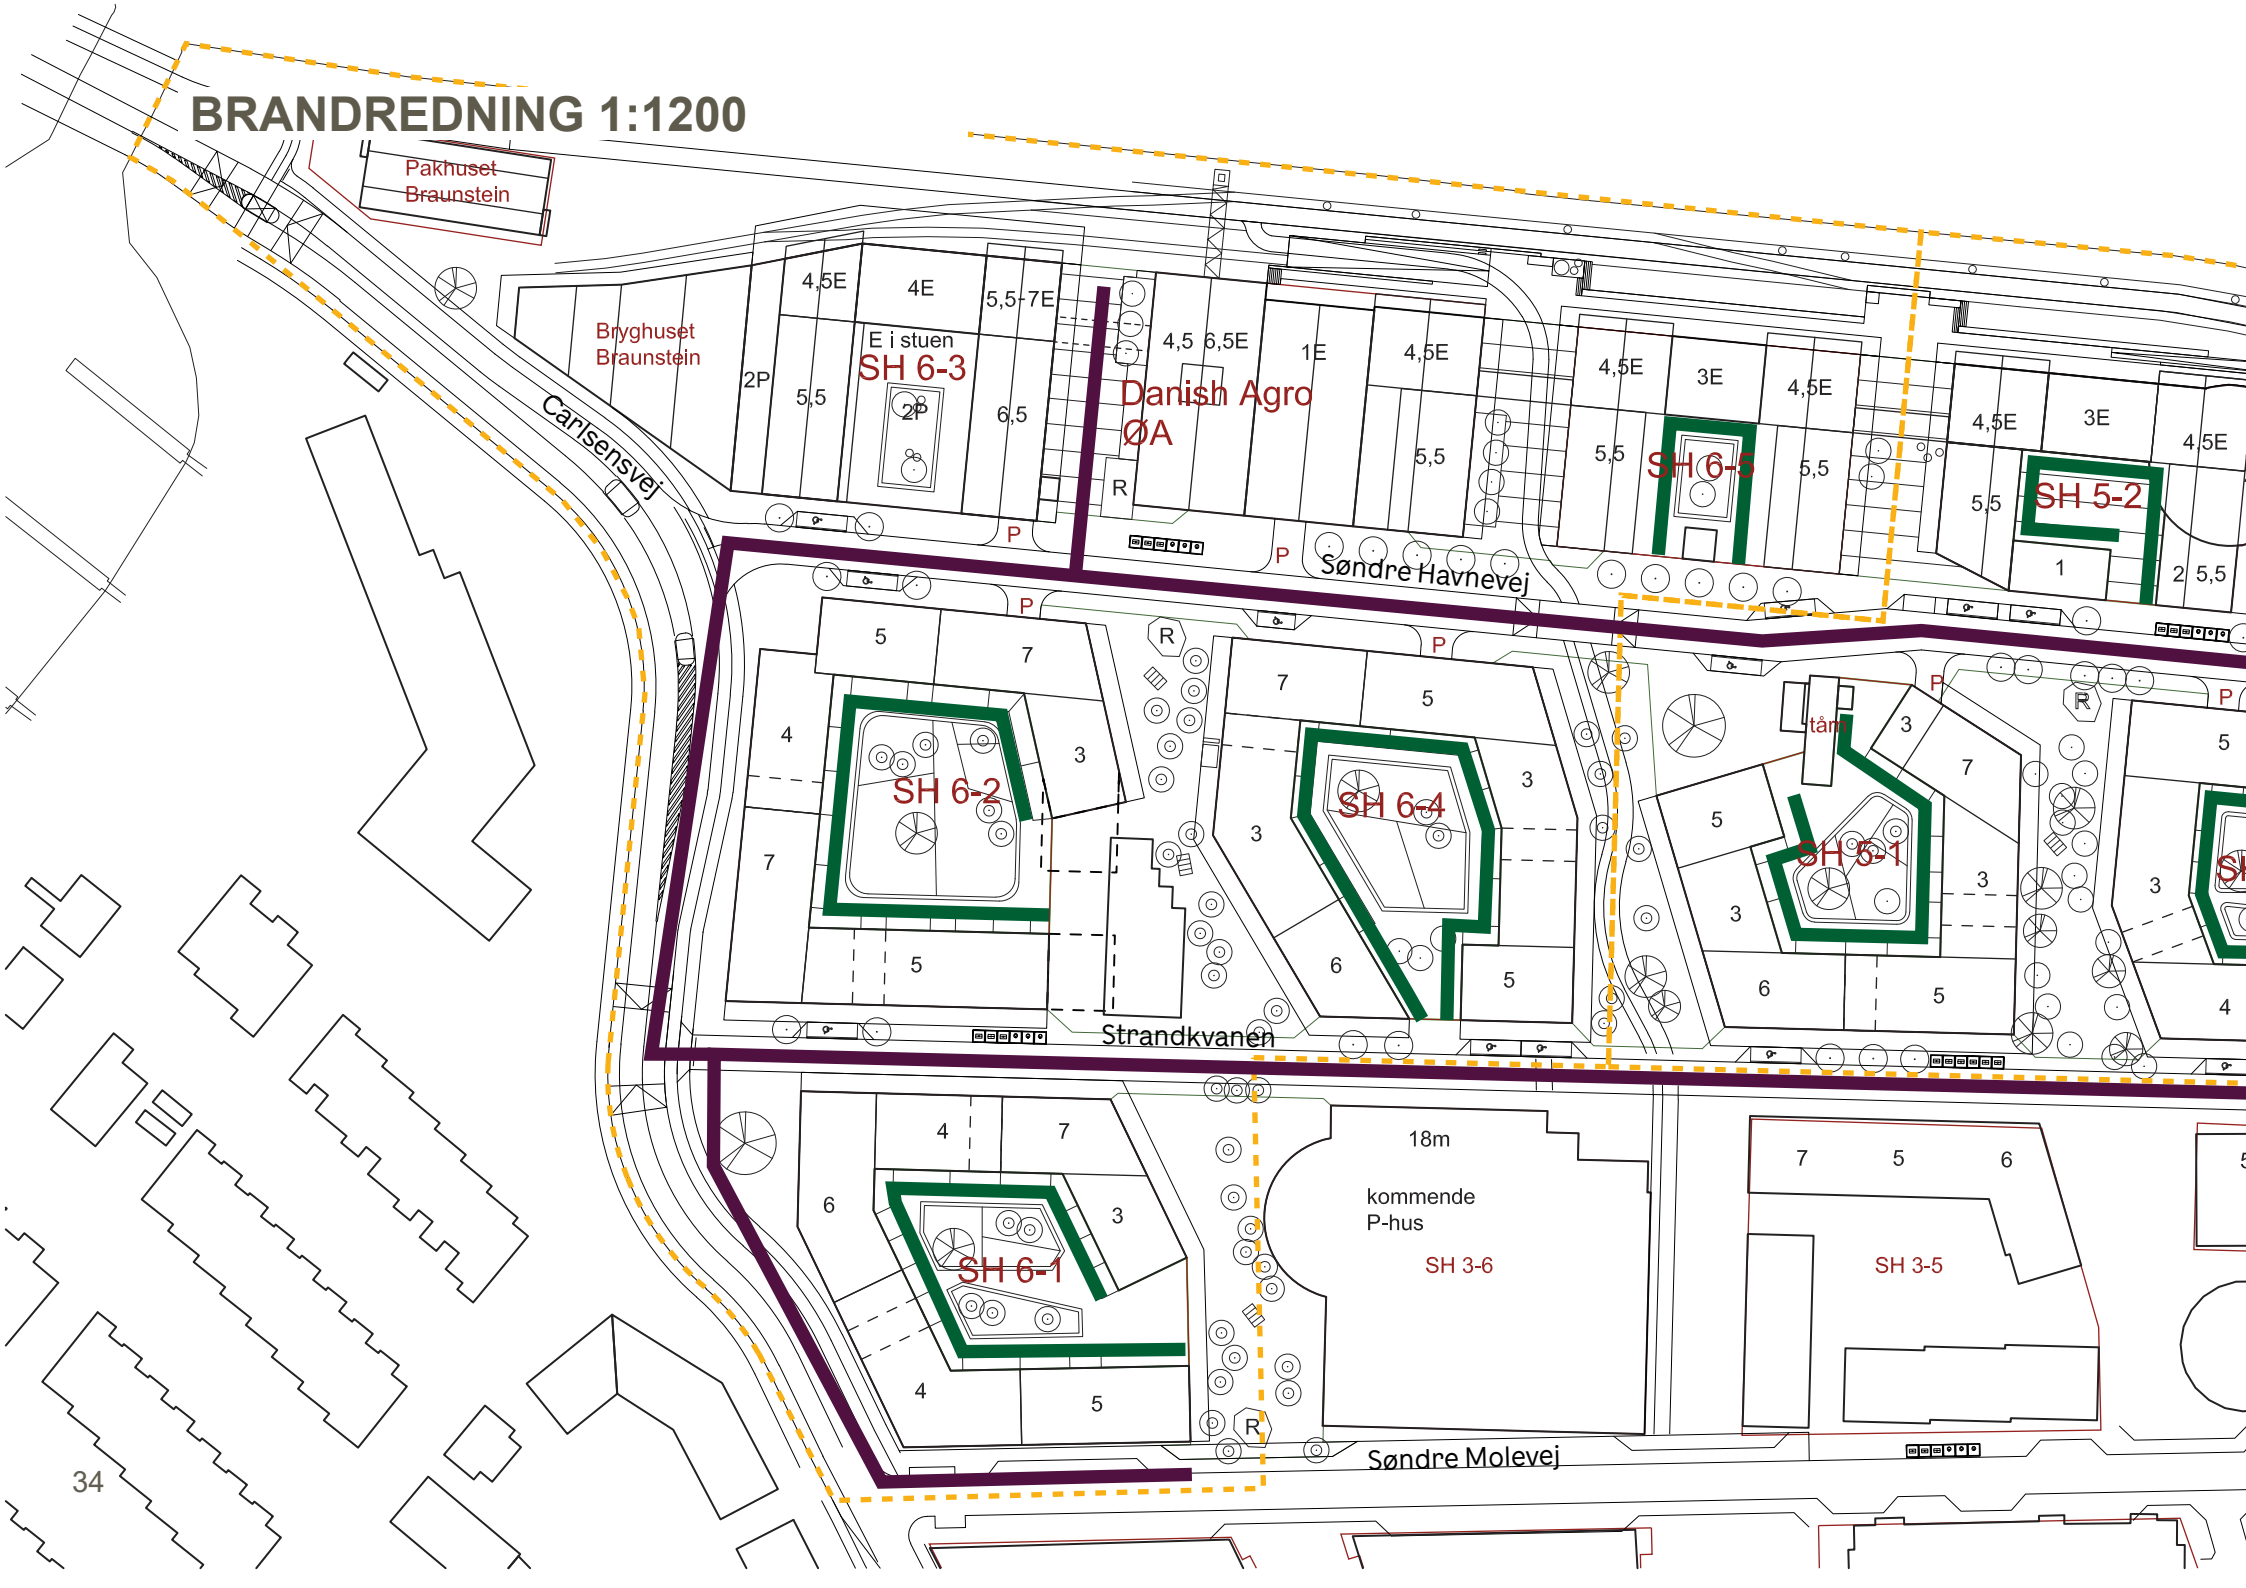 BRANDREDNING 1:1200
Pakhuset
Braunstein
Bryghuset
Braunstein
Carlsensvej
4,5E
4E
5,5-7E
E i stuen
SH 6-3
2P
5,5
2P
6,5
4,5 6,5E
1E
4,5E
Danish Agro
ØA
5,5
R
P
P
4,5E
3E
4,5E
5,5
SH 6-5
5,5
4,5E
3E
4,5E
5,5
SH 5-2
1
2 5,5
Søndre Havnevej
P
P
P
P
5
7
R
4
3
SH 6-2
7
5
7
5
3
SH 6-4
3
6
5
tårn
3
7
5
SH 5-1
3
3
6
5
R
5
3
4
Strandkvanen
4
7
6
3
SH 6-1
4
5
R
18m
kommende
P-hus
SH 3-6
7
5
6
SH 3-5
Søndre Molevej
34